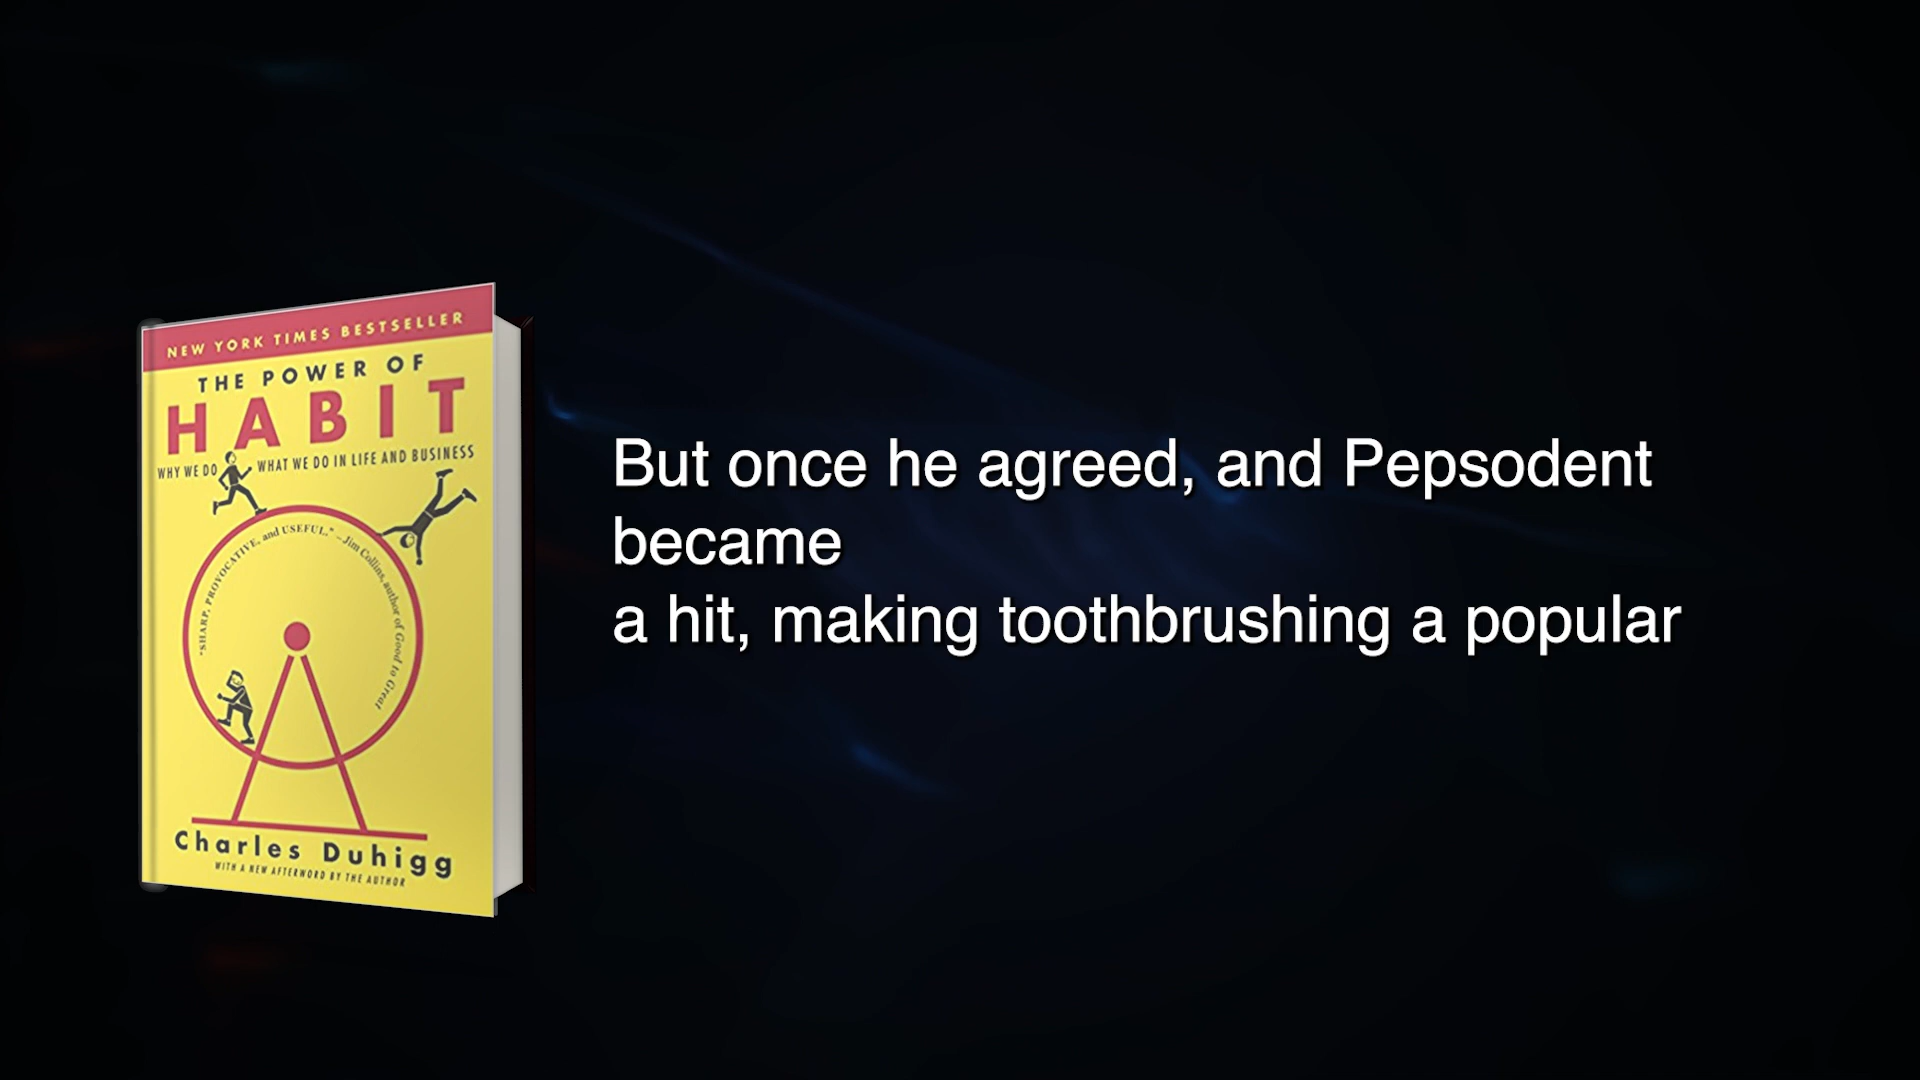 NEW YORK TIMES BESTSELLER
THE POWER OF
HABIT
WHY WE DO WHAT WE DO IN LIFE AND BUSINESS
"SHARP, PROVOCATIVE, and USEFUL." –Jim Collins, author of Good to Great
Charles Duhigg
WITH A NEW AFTERWORD BY THE AUTHOR
But once he agreed, and Pepsodent
became
a hit, making toothbrushing a popular